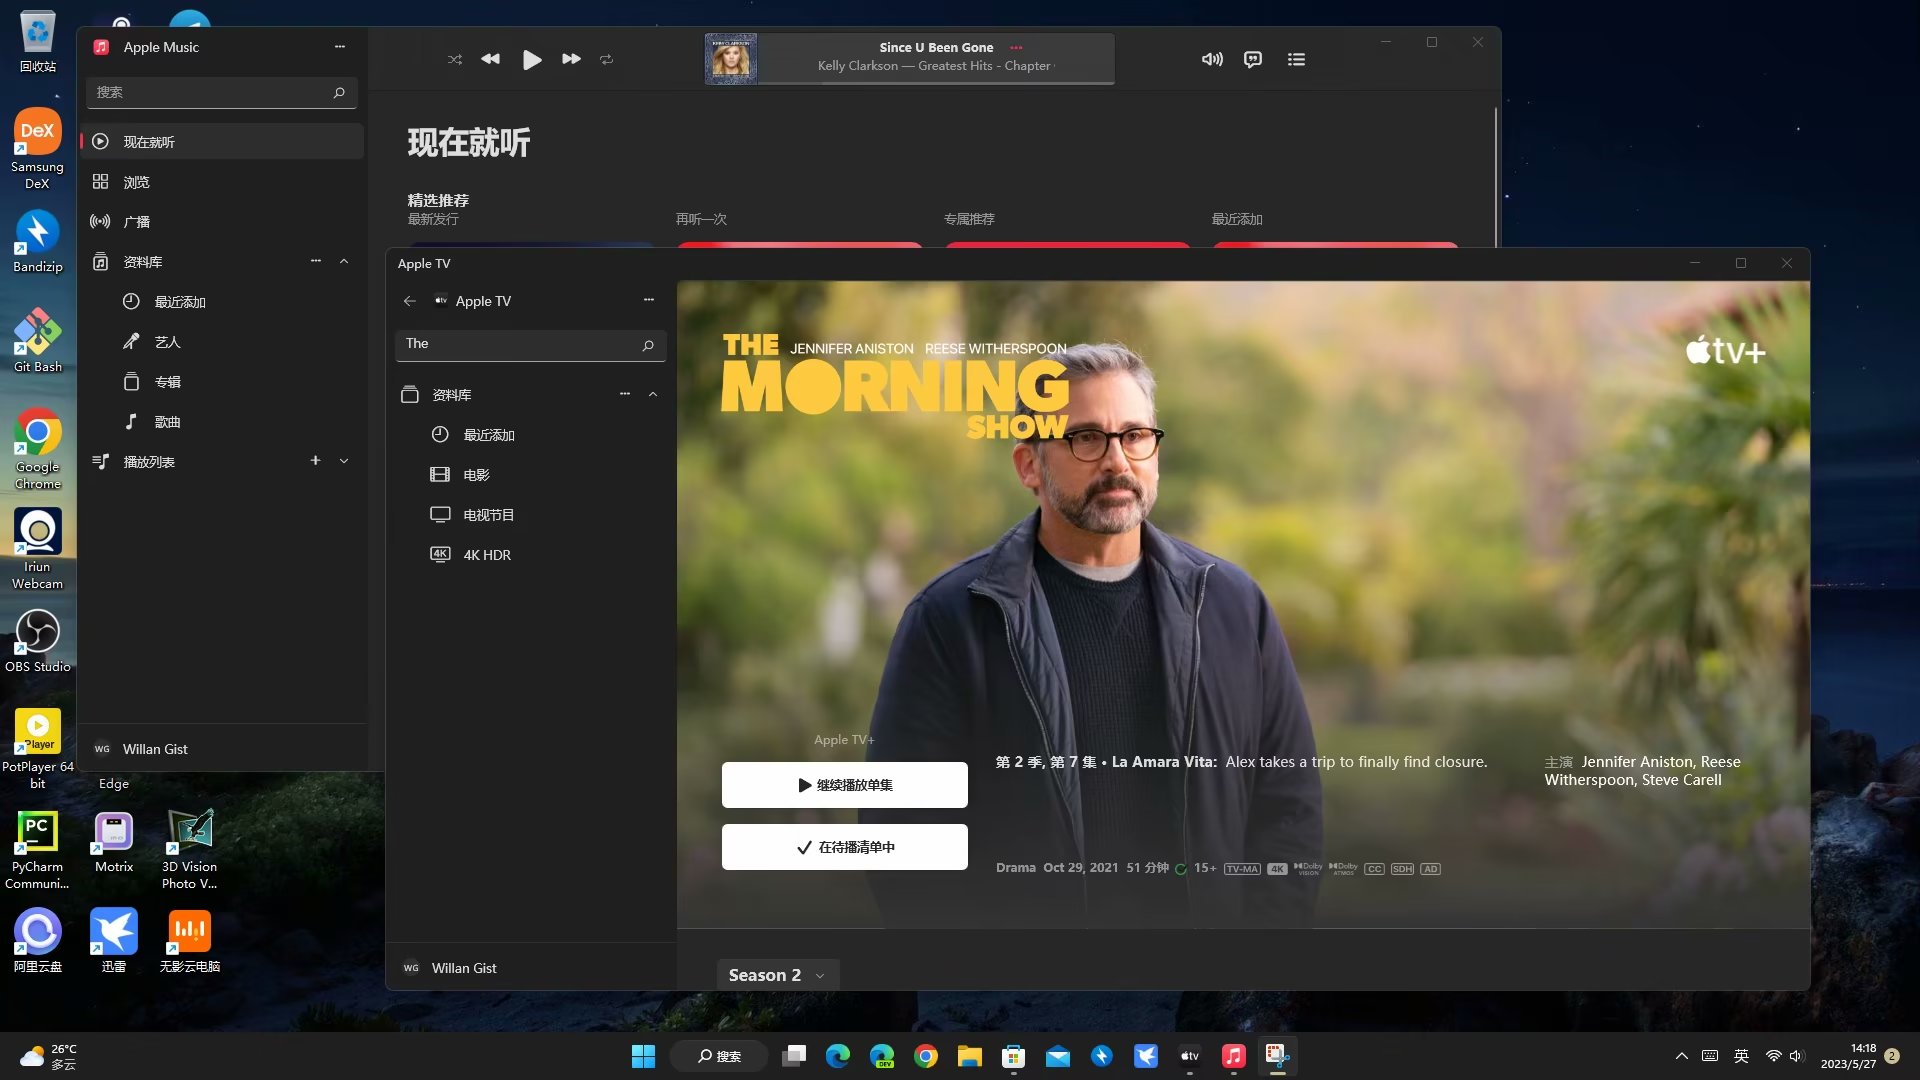 回收站
Samsung
DeX
Bandizip
Git Bash
Google
Chrome
Iriun
Webcam
OBS Studio
PotPlayer 64
bit
Edge
PyCharm
Communi...
Motrix
3D Vision
Photo V...
阿里云盘
迅雷
无影云电脑
Apple Music
搜索
现在就听
浏览
广播
资料库
最近添加
艺人
专辑
歌曲
播放列表
WG Willan Gist
Since U Been Gone
Kelly Clarkson — Greatest Hits - Chapter
现在就听
精选推荐
最新发行
再听一次
专属推荐
最近添加
Apple TV
Apple TV
The
资料库
最近添加
电影
电视节目
4K HDR
WG Willan Gist
JENNIFER ANISTON REESE WITHERSPOON
THE
MORNING
SHOW
tv+
Apple TV+
继续播放单集
在待播清单中
第 2 季, 第 7 集 • La Amara Vita: Alex takes a trip to finally find closure.
主演 Jennifer Aniston, Reese
Witherspoon, Steve Carell
Drama Oct 29, 2021 51 分钟 15+ TV-MA 4K Dolby VISION Dolby ATMOS CC SDH AD
Season 2
26°C
多云
搜索
英
14:18
2023/5/27
2